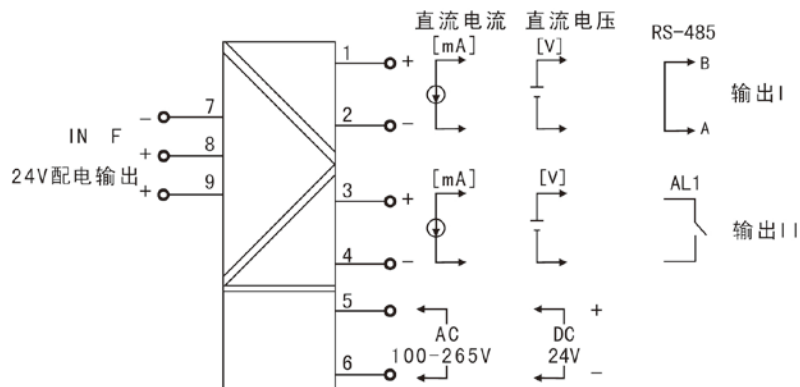 直流电流 直流电压
[mA] [V] RS-485
1 +
B
输出I
7 -
2 -
A
IN F
8 +
24V配电输出
9 +
[mA] [V] AL1
3 +
输出II
4 -
5 +
AC DC
100-265V 24V
6 -